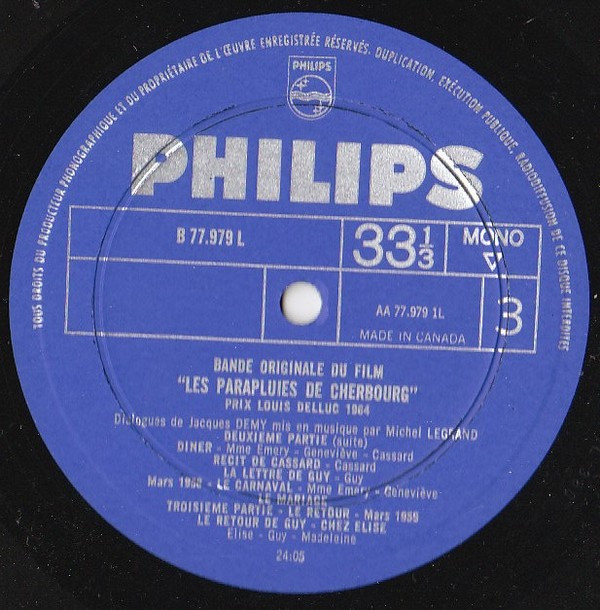 TOUS DROITS DU PRODUCTEUR PHONOGRAPHIQUE ET DU PROPRIÉTAIRE DE L'ŒUVRE ENREGISTRÉE RÉSERVÉS. DUPLICATION, EXÉCUTION PUBLIQUE, RADIODIFFUSION DE CE DISQUE INTERDITES
PHILIPS
PHILIPS
B 77.979 L
33 1/3
MONO
AA 77.979 1L
MADE IN CANADA
3
BANDE ORIGINALE DU FILM
"LES PARAPLUIES DE CHERBOURG"
PRIX LOUIS DELLUC 1964
Dialogues de Jacques DEMY mis en musique par Michel LEGRAND
DEUXIEME PARTIE (suite)
DINER - Mme Emery - Geneviève - Cassard
RECIT DE CASSARD - Cassard
LA LETTRE DE GUY - Guy
Mars 1958 - LE CARNAVAL - Mme Emery - Geneviève
LE MARIAGE
TROISIEME PARTIE - LE RETOUR - Mars 1959
LE RETOUR DE GUY - CHEZ ELISE
Elise - Guy - Madeleine
24:05